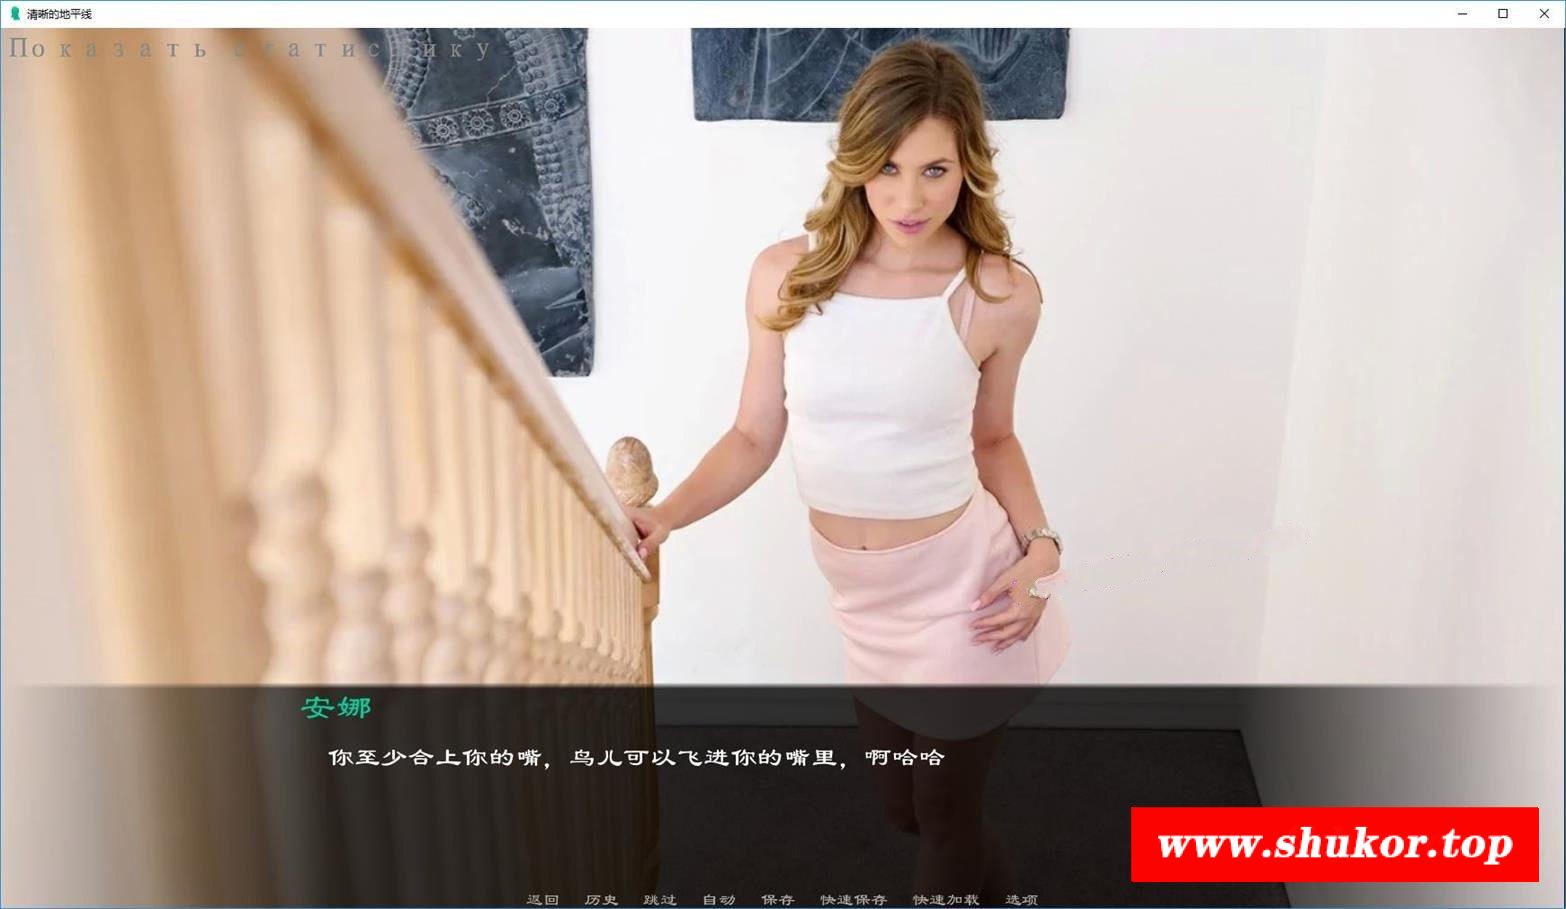 清晰的地平线
Показать статистику
安娜
你至少合上你的嘴，鸟儿可以飞进你的嘴里，啊哈哈
www.shukor.top
返回 历史 跳过 自动 保存 快速保存 快速加载 选项